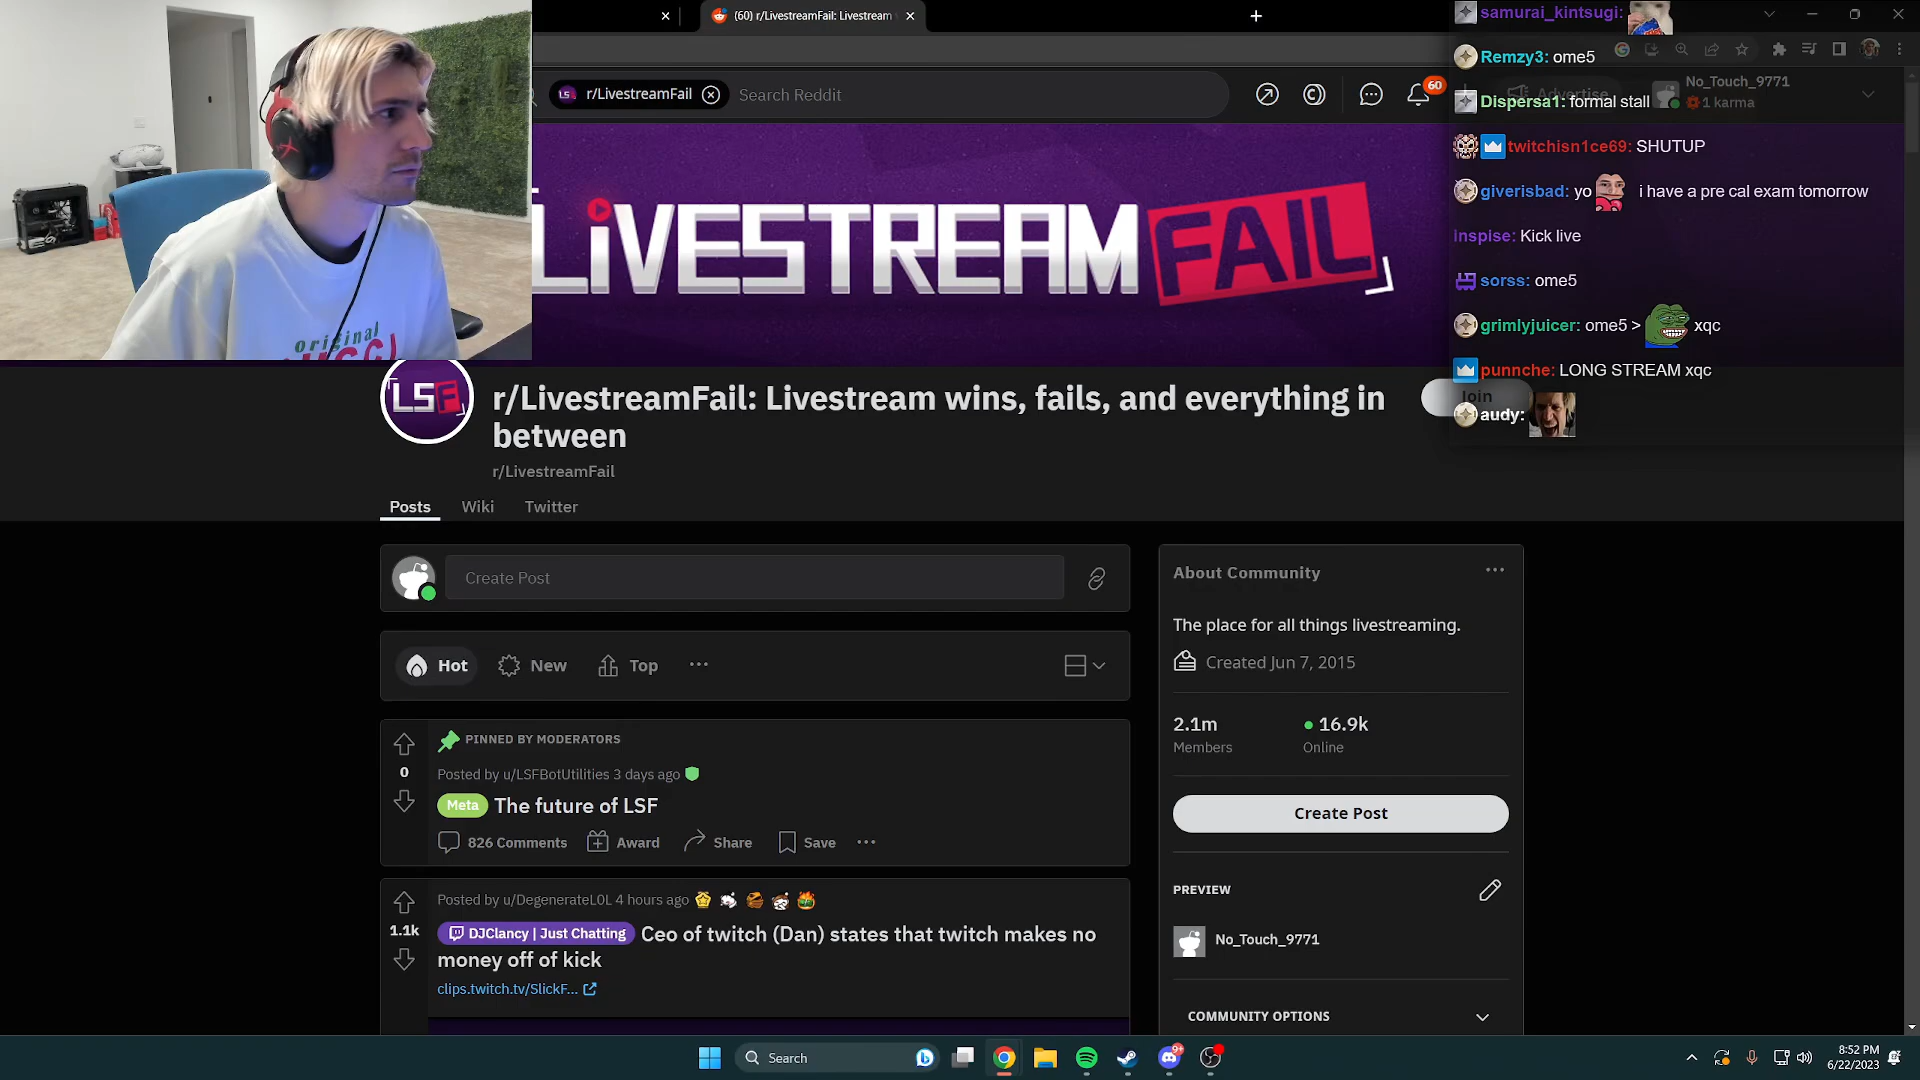 (60) r/LivestreamFail: Livestream
r/LivestreamFail
Search Reddit
60
Advertise
No_Touch_9771
1 karma
samurai_kintsugi:
Remzy3: ome5
Dispersa1: formal stall
twitchisn1ce69: SHUTUP
giverisbad: yo i have a pre cal exam tomorrow
inspise: Kick live
sorss: ome5
grimlyjuicer: ome5 > xqc
punnche: LONG STREAM xqc
audy:
LIVESTREAM FAIL
original
LSF
r/LivestreamFail: Livestream wins, fails, and everything in
between
Join
r/LivestreamFail
Posts Wiki Twitter
Create Post
Hot New Top
PINNED BY MODERATORS
0
Posted by u/LSFBotUtilities 3 days ago
Meta The future of LSF
826 Comments Award Share Save
Posted by u/DegenerateL0L 4 hours ago
1.1k
DJClancy | Just Chatting Ceo of twitch (Dan) states that twitch makes no
money off of kick
clips.twitch.tv/SlickF...
About Community
The place for all things livestreaming.
Created Jun 7, 2015
2.1m 16.9k
Members Online
Create Post
PREVIEW
No_Touch_9771
COMMUNITY OPTIONS
Search
9+
8:52 PM
6/22/2023